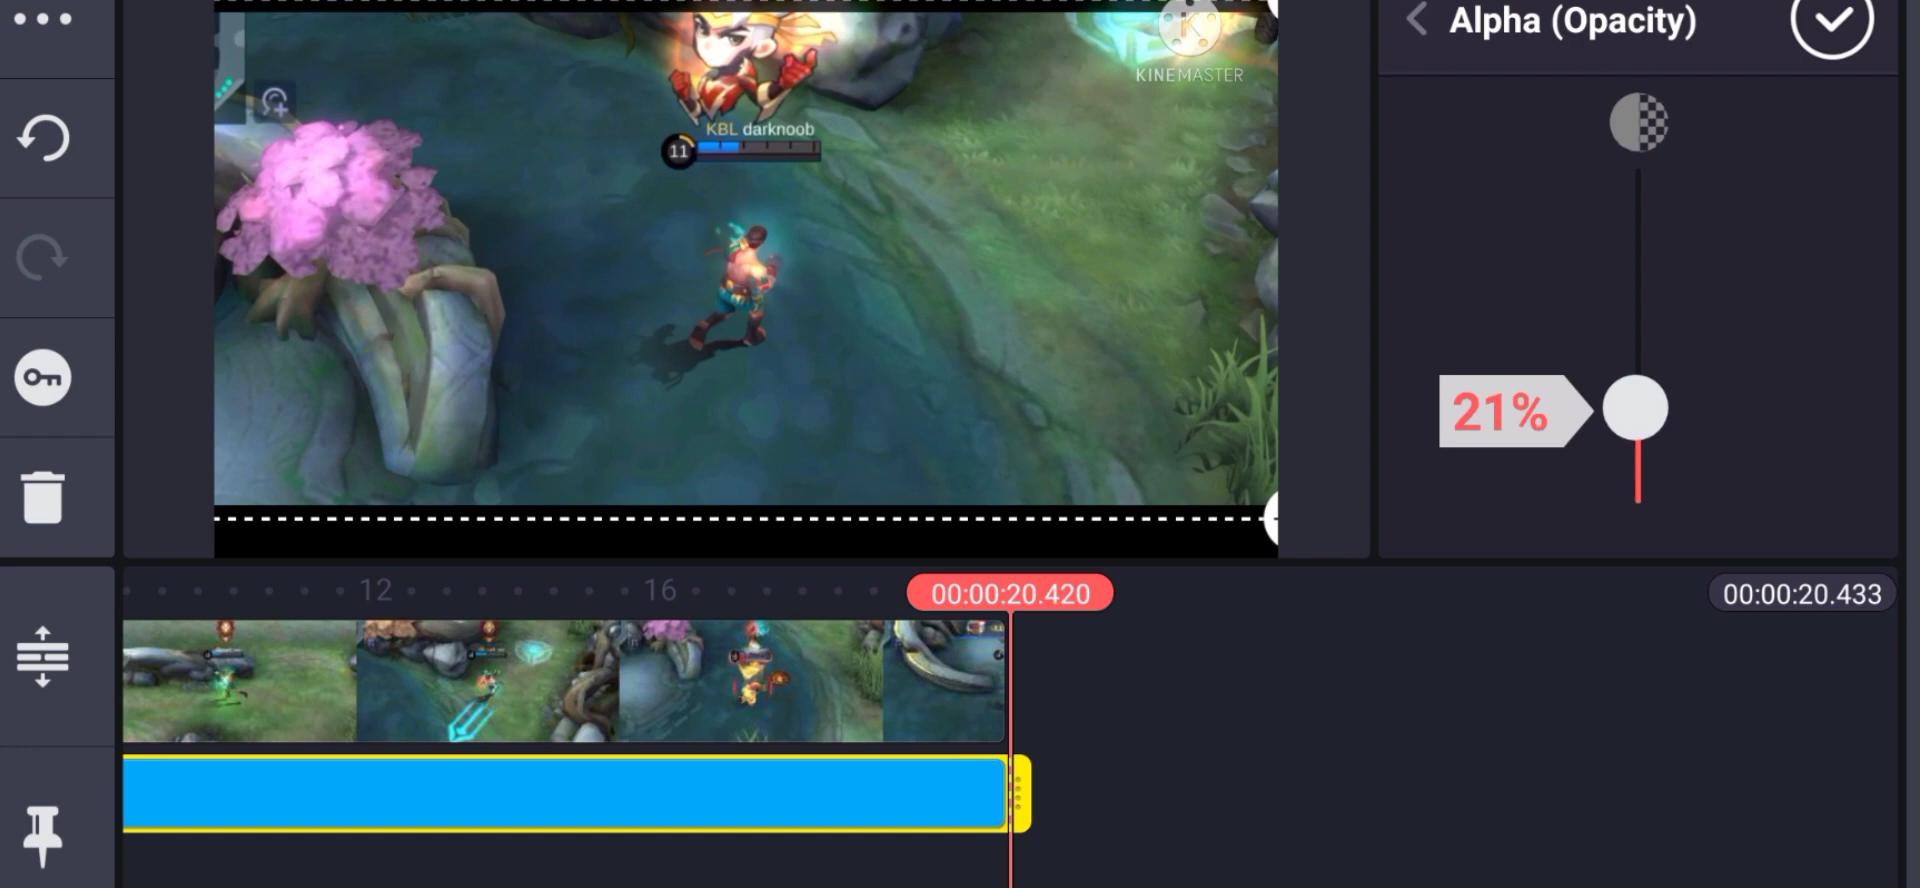 Alpha (Opacity)
K
KINEMASTER
KBL darknoob
11
21%
12
16
00:00:20.420
00:00:20.433